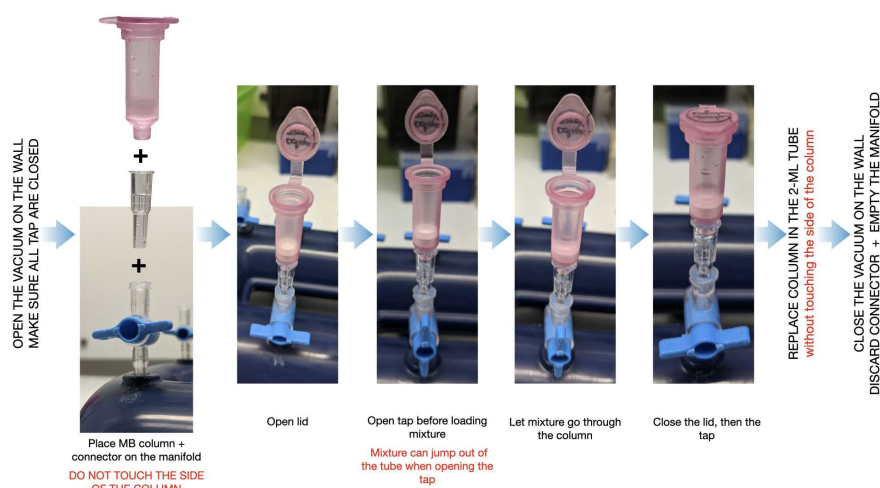 OPEN THE VACUUM ON THE WALL
MAKE SURE ALL TAP ARE CLOSED
+
+
Place MB column +
connector on the manifold
DO NOT TOUCH THE SIDE
OF THE COLUMN
Open lid
Open tap before loading
mixture
Mixture can jump out of
the tube when opening the
tap
Let mixture go through
the column
Close the lid, then the
tap
REPLACE COLUMN IN THE 2-ML TUBE
without touching the side of the column
CLOSE THE VACUUM ON THE WALL
DISCARD CONNECTOR + EMPTY THE MANIFOLD